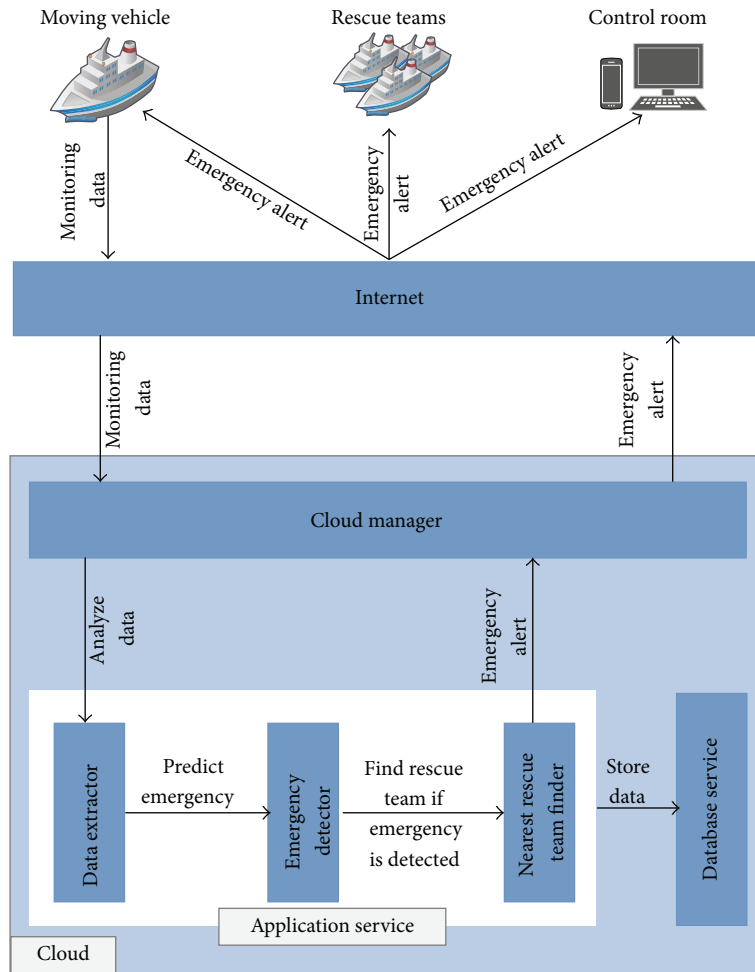 Moving vehicle
Rescue teams
Control room
Monitoring
data
Emergency alert
Emergency
alert
Emergency alert
Internet
Monitoring
data
Emergency
alert
Cloud manager
Analyze
data
Emergency
alert
Data extractor
Predict
emergency
Emergency
detector
Find rescue
team if
emergency
is detected
Nearest rescue
team finder
Store
data
Database service
Application service
Cloud